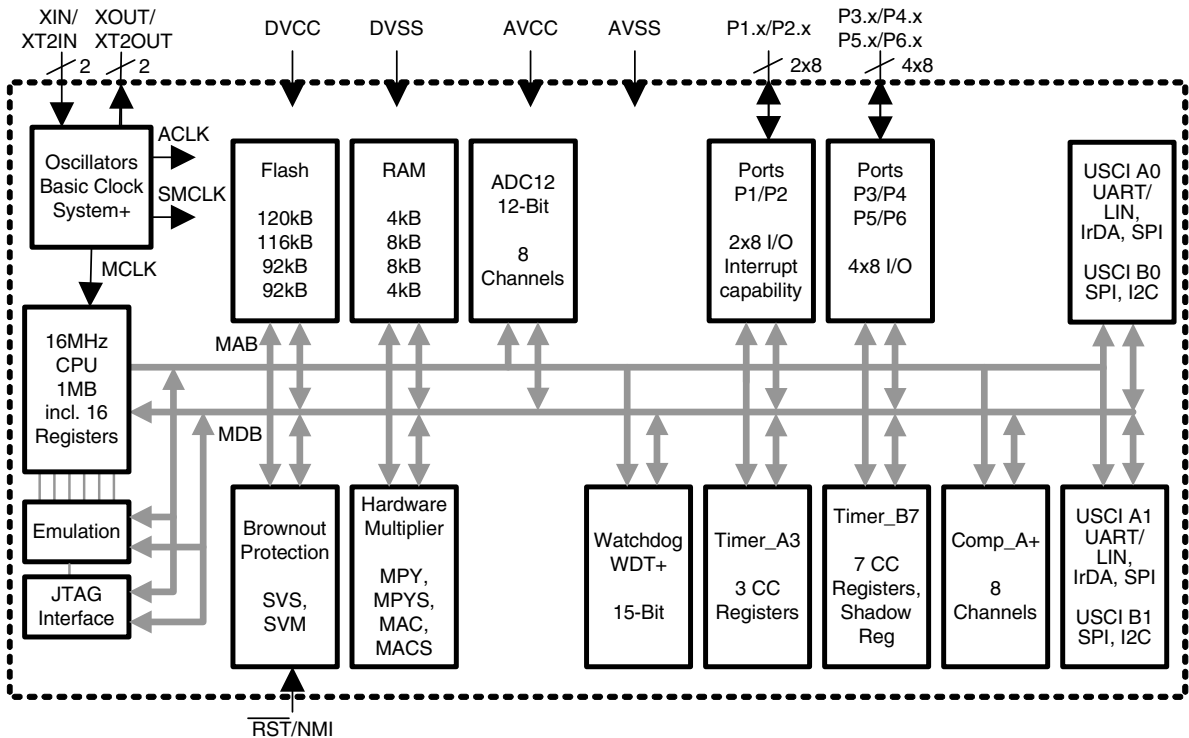 XIN/
XT2IN
XOUT/
XT2OUT
DVCC
DVSS
AVCC
AVSS
P1.x/P2.x
P3.x/P4.x
P5.x/P6.x
2
2
2x8
4x8
Oscillators
Basic Clock
System+
ACLK
SMCLK
MCLK
Flash
120kB
116kB
92kB
92kB
RAM
4kB
8kB
8kB
4kB
ADC12
12-Bit
8
Channels
Ports
P1/P2
2x8 I/O
Interrupt
capability
Ports
P3/P4
P5/P6
4x8 I/O
USCI A0
UART/
LIN,
IrDA, SPI
USCI B0
SPI, I2C
16MHz
CPU
1MB
incl. 16
Registers
MAB
MDB
Emulation
JTAG
Interface
Brownout
Protection
SVS,
SVM
Hardware
Multiplier
MPY,
MPYS,
MAC,
MACS
Watchdog
WDT+
15-Bit
Timer_A3
3 CC
Registers
Timer_B7
7 CC
Registers,
Shadow
Reg
Comp_A+
8
Channels
USCI A1
UART/
LIN,
IrDA, SPI
USCI B1
SPI, I2C
RST/NMI